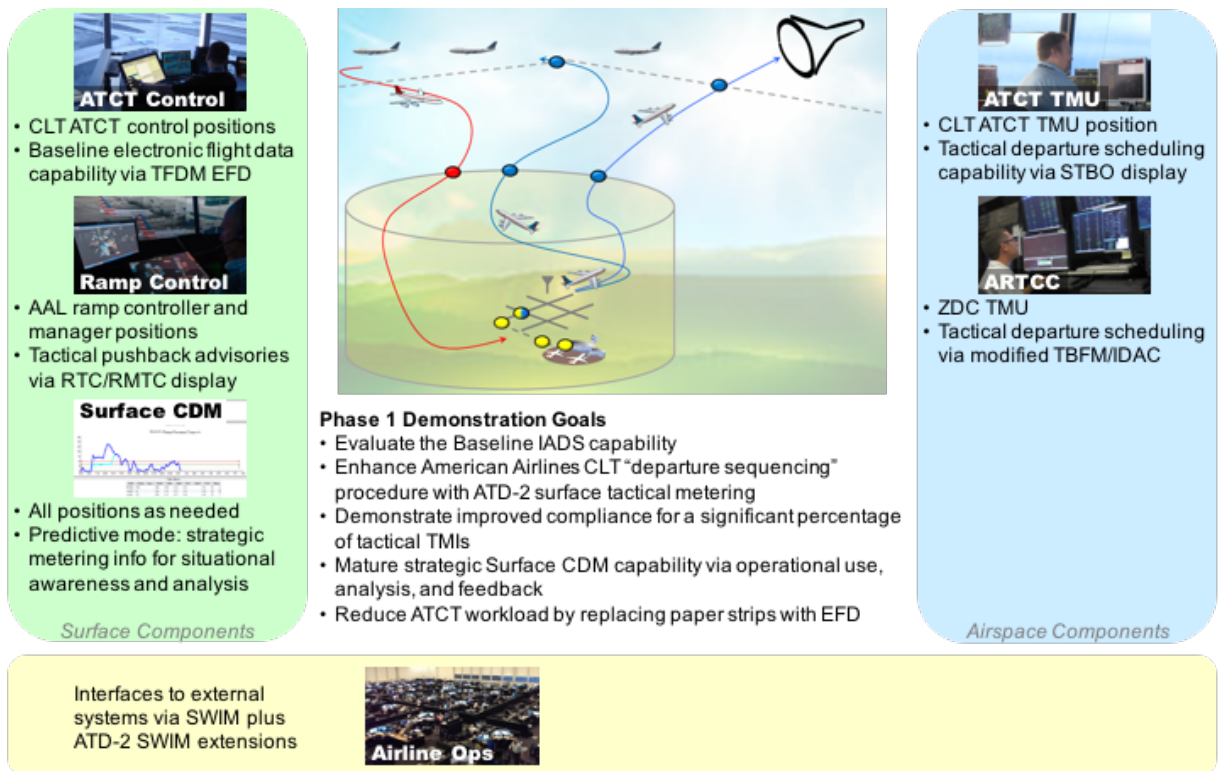 ATCT Control
• CLT ATCT control positions
• Baseline electronic flight data
capability via TFDM EFD
Ramp Control
• AAL ramp controller and
manager positions
• Tactical pushback advisories
via RTC/RMTC display
Surface CDM
• All positions as needed
• Predictive mode: strategic
metering info for situational
awareness and analysis
Surface Components
Phase 1 Demonstration Goals
• Evaluate the Baseline IADS capability
• Enhance American Airlines CLT “departure sequencing”
procedure with ATD-2 surface tactical metering
• Demonstrate improved compliance for a significant percentage
of tactical TMIs
• Mature strategic Surface CDM capability via operational use,
analysis, and feedback
• Reduce ATCT workload by replacing paper strips with EFD
ATCT TMU
• CLT ATCT TMU position
• Tactical departure scheduling
capability via STBO display
ARTCC
• ZDC TMU
• Tactical departure scheduling
via modified TBFM/IDAC
Airspace Components
Interfaces to external
systems via SWIM plus
ATD-2 SWIM extensions
Airline Ops